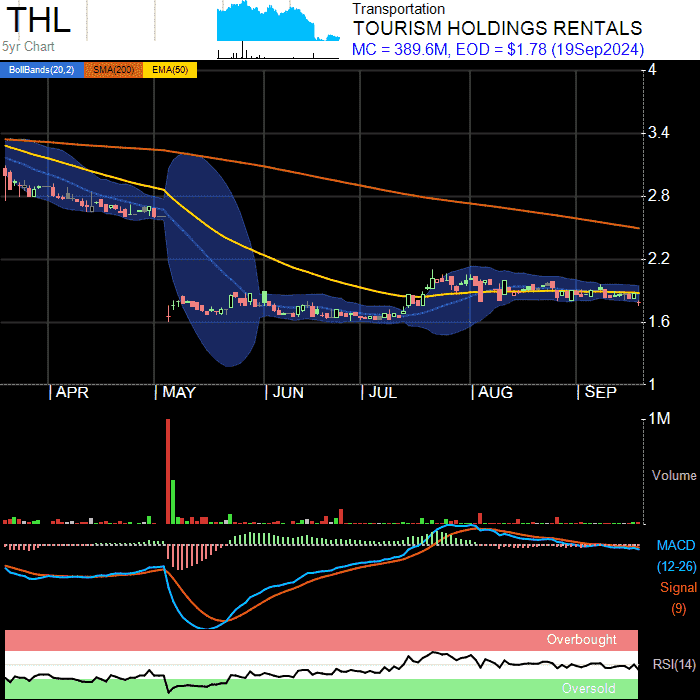 THL
5yr Chart
Transportation
TOURISM HOLDINGS RENTALS
MC = 389.6M, EOD = $1.78 (19Sep2024)
BollBands(20,2) SMA(200) EMA(50)
4
3.4
2.8
2.2
1.6
1
APR MAY JUN JUL AUG SEP
1M
Volume
MACD
(12-26)
Signal
(9)
Overbought
RSI(14)
Oversold